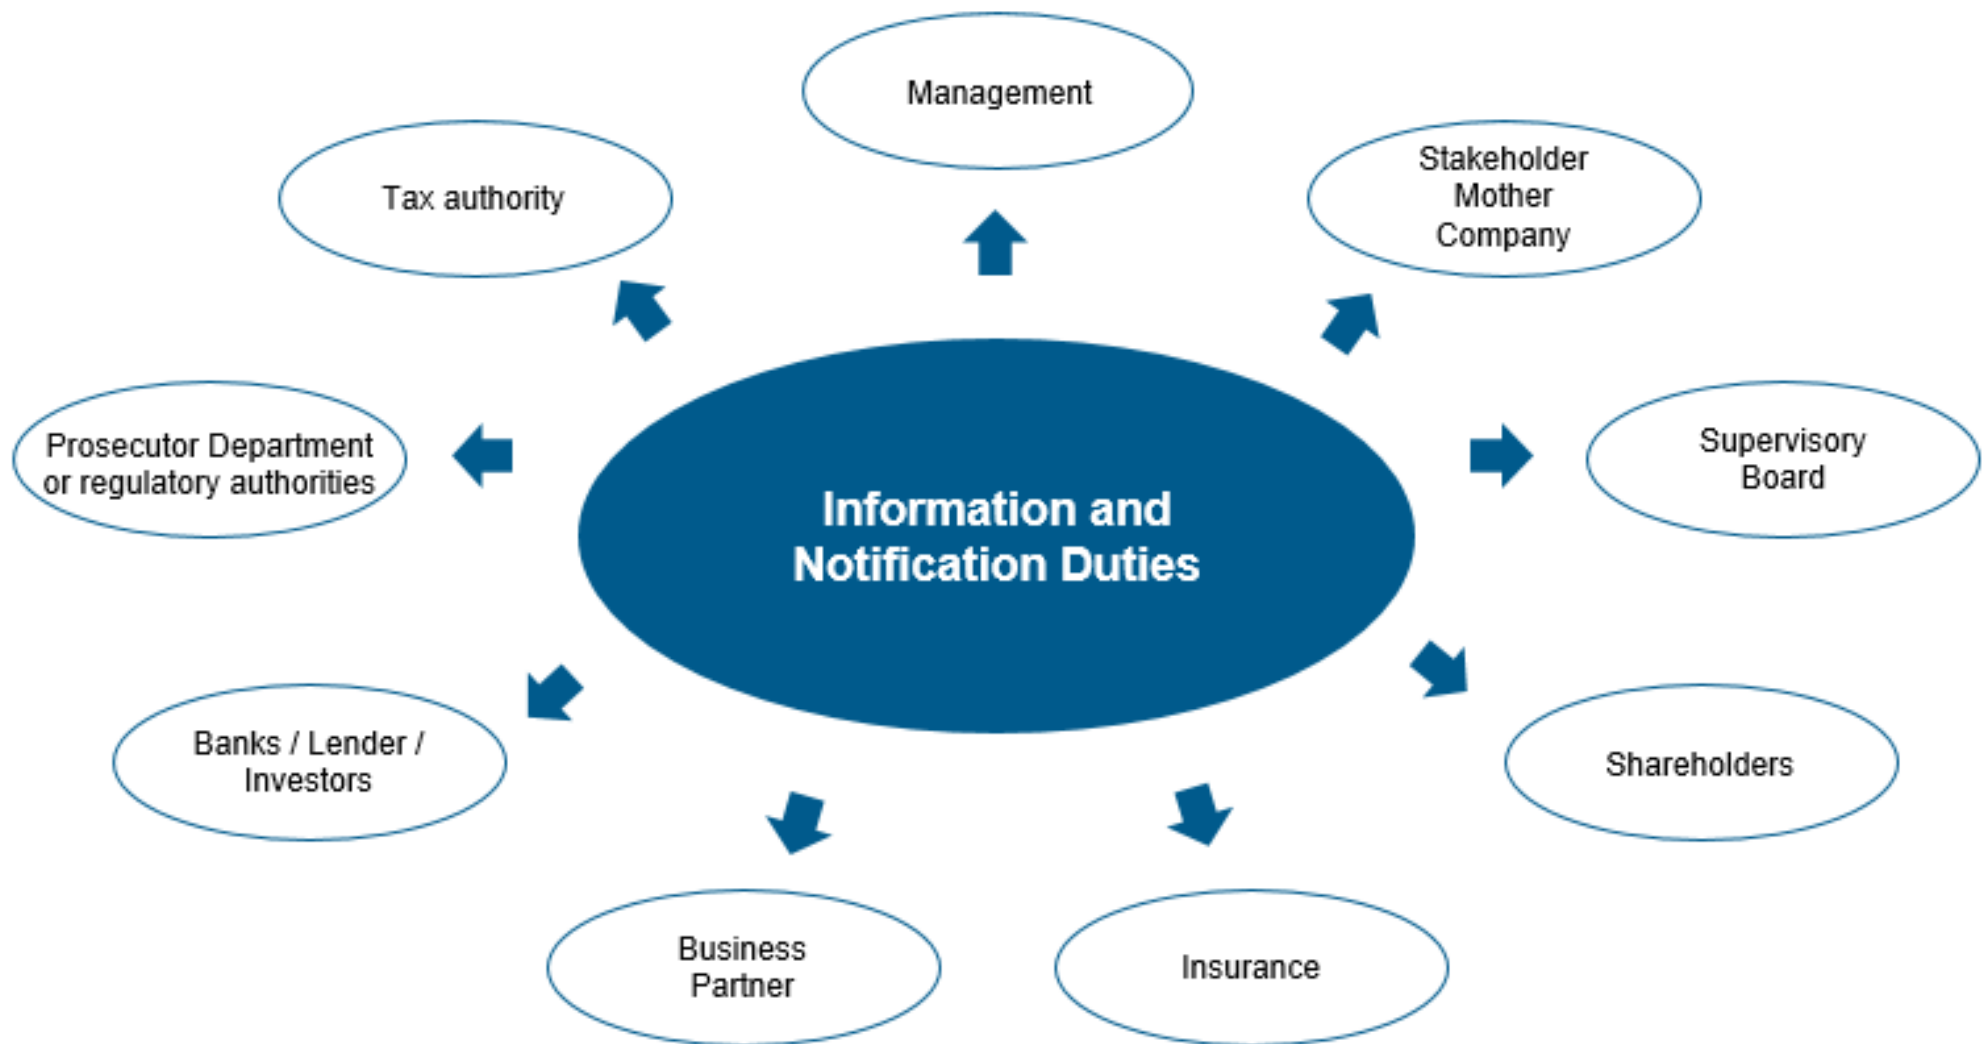 Management
Tax authority
Stakeholder
Mother
Company
Prosecutor Department
or regulatory authorities
Supervisory
Board
Information and
Notification Duties
Banks / Lender /
Investors
Shareholders
Business
Partner
Insurance